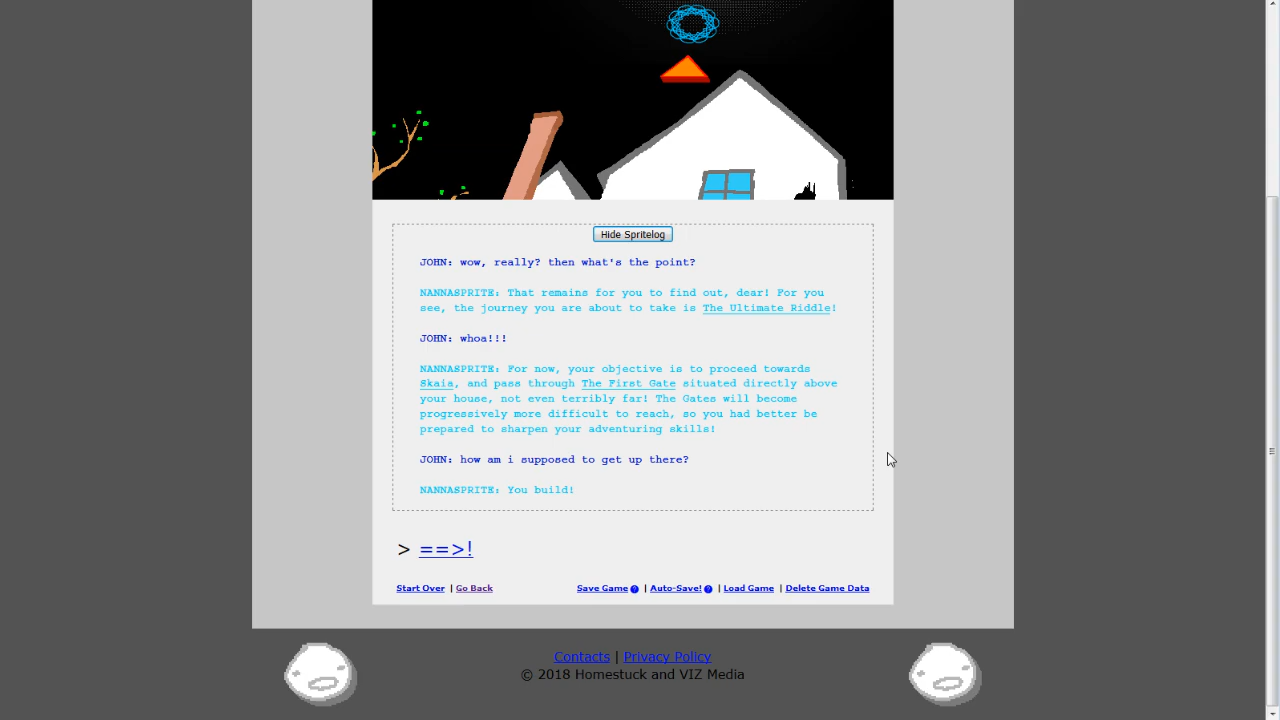 Hide Spritelog
JOHN: wow, really? then what's the point?
NANNASPRITE: That remains for you to find out, dear! For you
see, the journey you are about to take is The Ultimate Riddle!
JOHN: whoa!!!
NANNASPRITE: For now, your objective is to proceed towards
Skaia, and pass through The First Gate situated directly above
your house, not even terribly far! The Gates will become
progressively more difficult to reach, so you had better be
prepared to sharpen your adventuring skills!
JOHN: how am i supposed to get up there?
NANNASPRITE: You build!
> ==>!
Start Over | Go Back Save Game ? | Auto-Save! ? | Load Game | Delete Game Data
Contacts | Privacy Policy
© 2018 Homestuck and VIZ Media